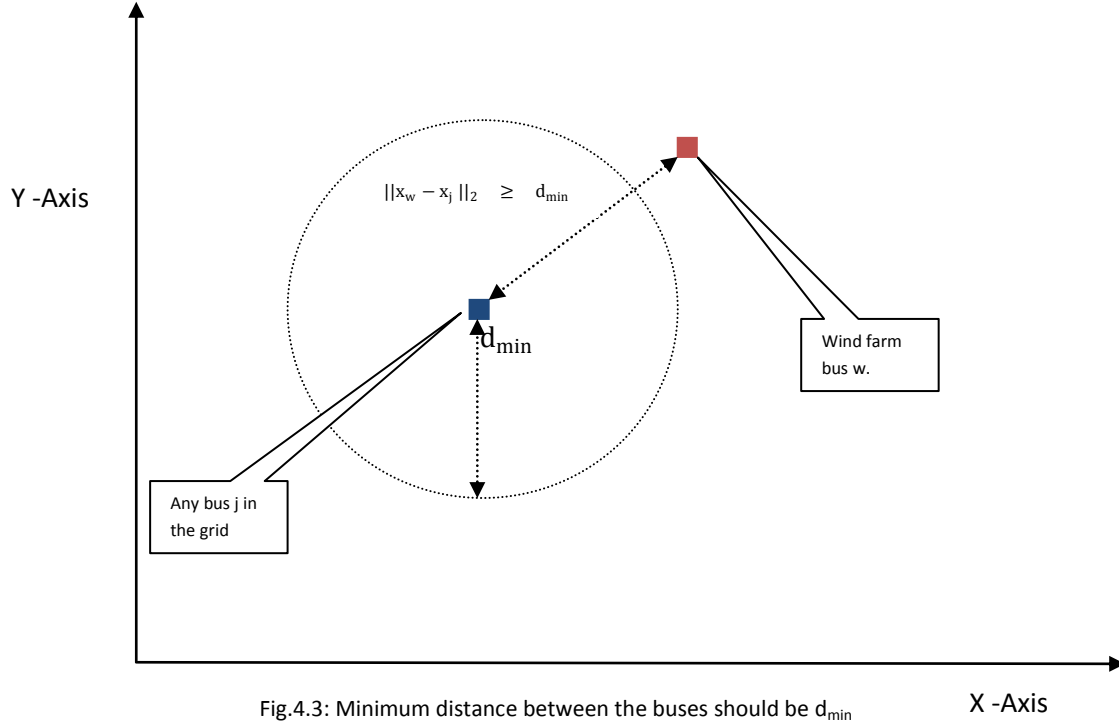 ||x_w − x_j ||_2 ≥ d_min
Y -Axis
d_min
Wind farm
bus w.
Any bus j in
the grid
Fig.4.3: Minimum distance between the buses should be d_min
X -Axis